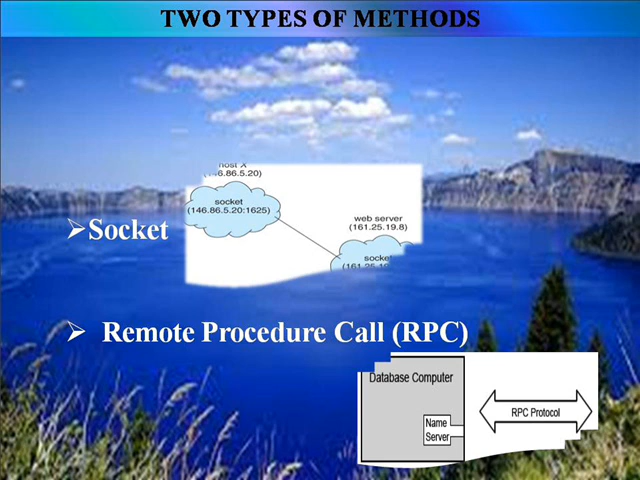 TWO TYPES OF METHODS
host X
(146.86.5.20)
socket
(146.86.5.20:1625)
➢Socket
web server
(161.25.19.8)
socket
➢ Remote Procedure Call (RPC)
Database Computer
RPC Protocol
Name
Server